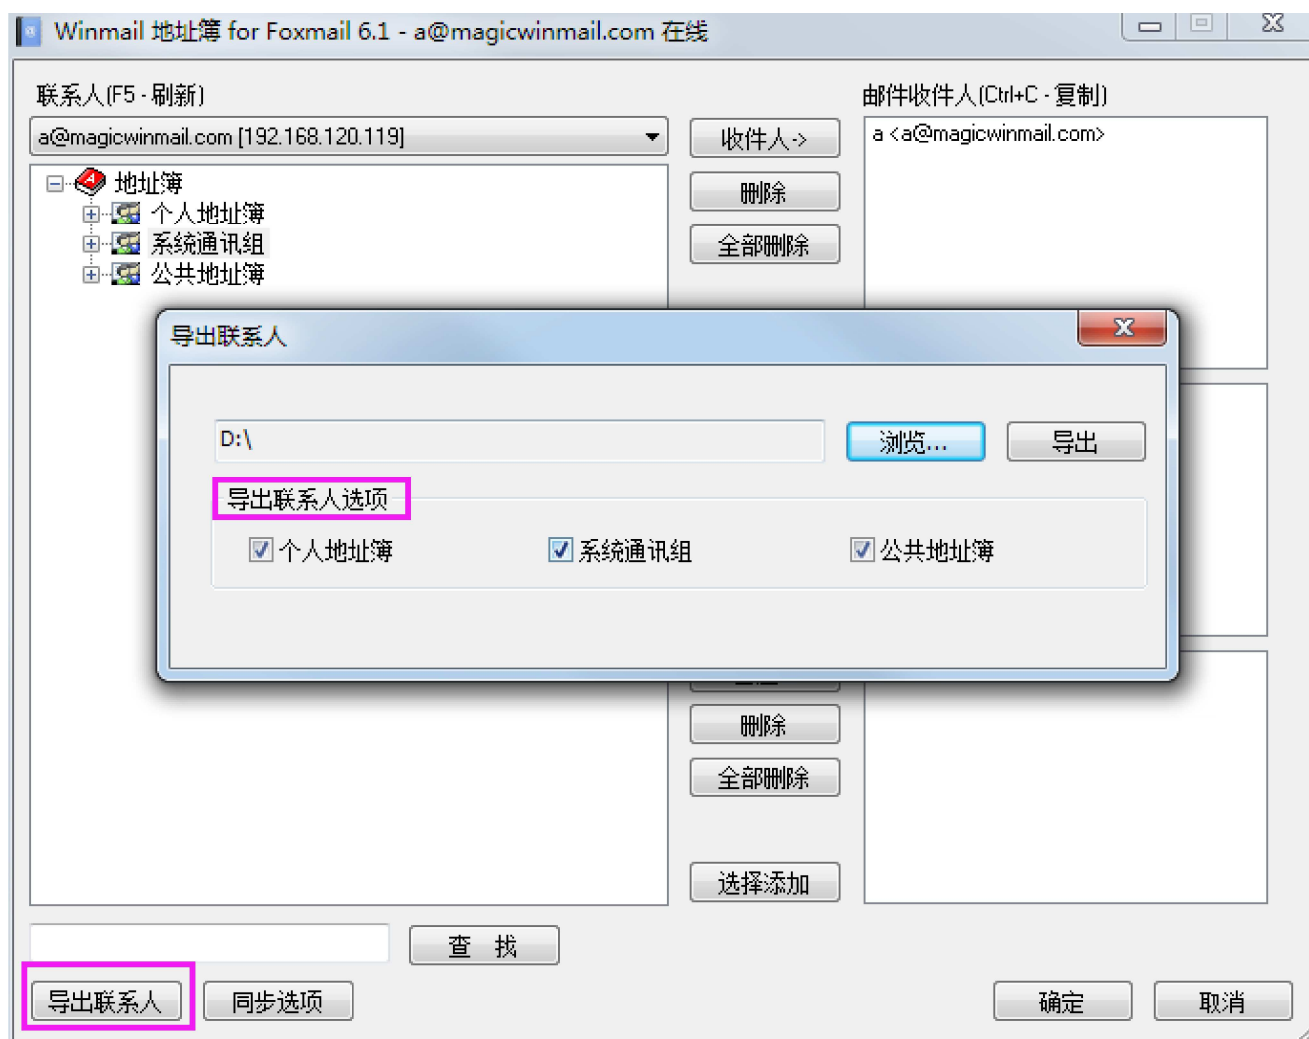 Winmail 地址簿 for Foxmail 6.1 - a@magicwinmail.com 在线
联系人(F5 - 刷新)
邮件收件人(Ctrl+C - 复制)
a@magicwinmail.com [192.168.120.119]
收件人->
a <a@magicwinmail.com>
地址簿
删除
个人地址簿
系统通讯组
全部删除
公共地址簿
导出联系人
D:\
浏览...
导出
导出联系人选项
个人地址簿
系统通讯组
公共地址簿
删除
全部删除
选择添加
查 找
导出联系人
同步选项
确定
取消